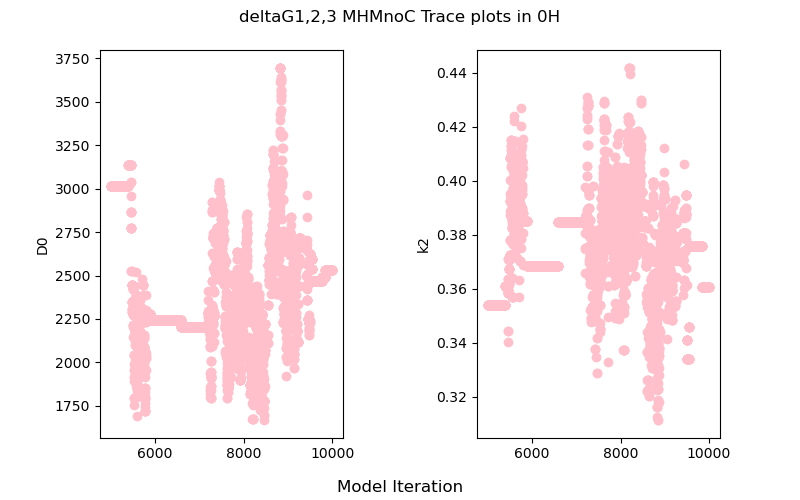 deltaG1,2,3 MHMnoC Trace plots in 0H
3750
3500
3250
3000
2750
2500
2250
2000
1750
D0
6000 8000 10000
0.44
0.42
0.40
0.38
0.36
0.34
0.32
k2
6000 8000 10000
Model Iteration